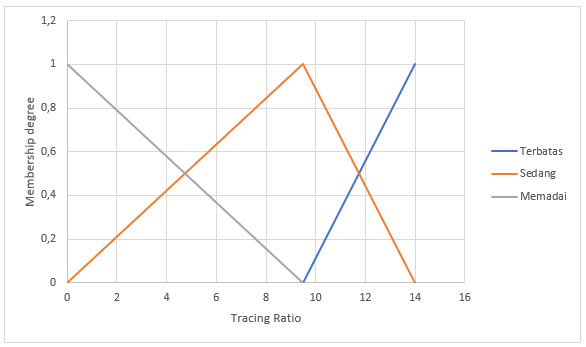 1,2
1
0,8
0,6
0,4
0,2
0
Membership degree
0 2 4 6 8 10 12 14 16
Tracing Ratio
Terbatas
Sedang
Memadai